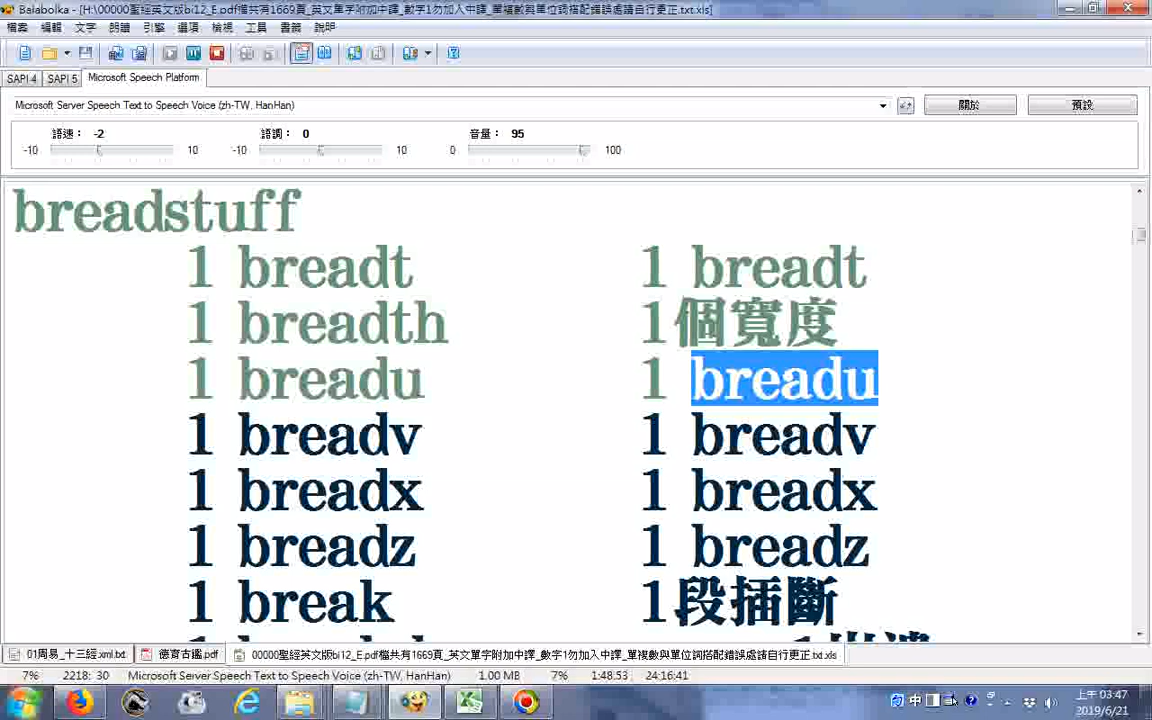 Balabolka - [H:\00000聖經英文版bi12_E.pdf檔共有1669頁_英文單字附加中譯_數字1勿加入中譯_單複數與單位詞搭配錯誤處請自行更正.txt.xls]
檔案 編輯 文字 朗讀 引擎 選項 檢視 工具 書籤 說明
SAPI 4 SAPI 5 Microsoft Speech Platform
Microsoft Server Speech Text to Speech Voice (zh-TW, HanHan) 關於 預設
語速： -2 語調： 0 音量： 95
-10 10 -10 10 0 100
breadstuff
1 breadt 1 breadt
1 breadth 1個寬度
1 breadu 1 breadu
1 breadv 1 breadv
1 breadx 1 breadx
1 breadz 1 breadz
1 break 1段插斷
01周易_十三經.xml.txt 德育古鑑.pdf 00000聖經英文版bi12_E.pdf檔共有1669頁_英文單字附加中譯_數字1勿加入中譯_單複數與單位詞搭配錯誤處請自行更正.txt.xls
7% 2218: 30 Microsoft Server Speech Text to Speech Voice (zh-TW, HanHan) 1.00 MB 7% 1:48:53 24:16:41
中 上午 03:47
2019/6/21